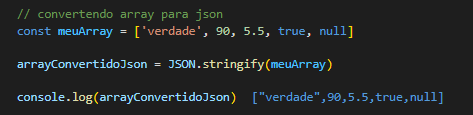 // convertendo array para json
const meuArray = ['verdade', 90, 5.5, true, null]
arrayConvertidoJson = JSON.stringify(meuArray)
console.log(arrayConvertidoJson) ["verdade",90,5.5,true,null]